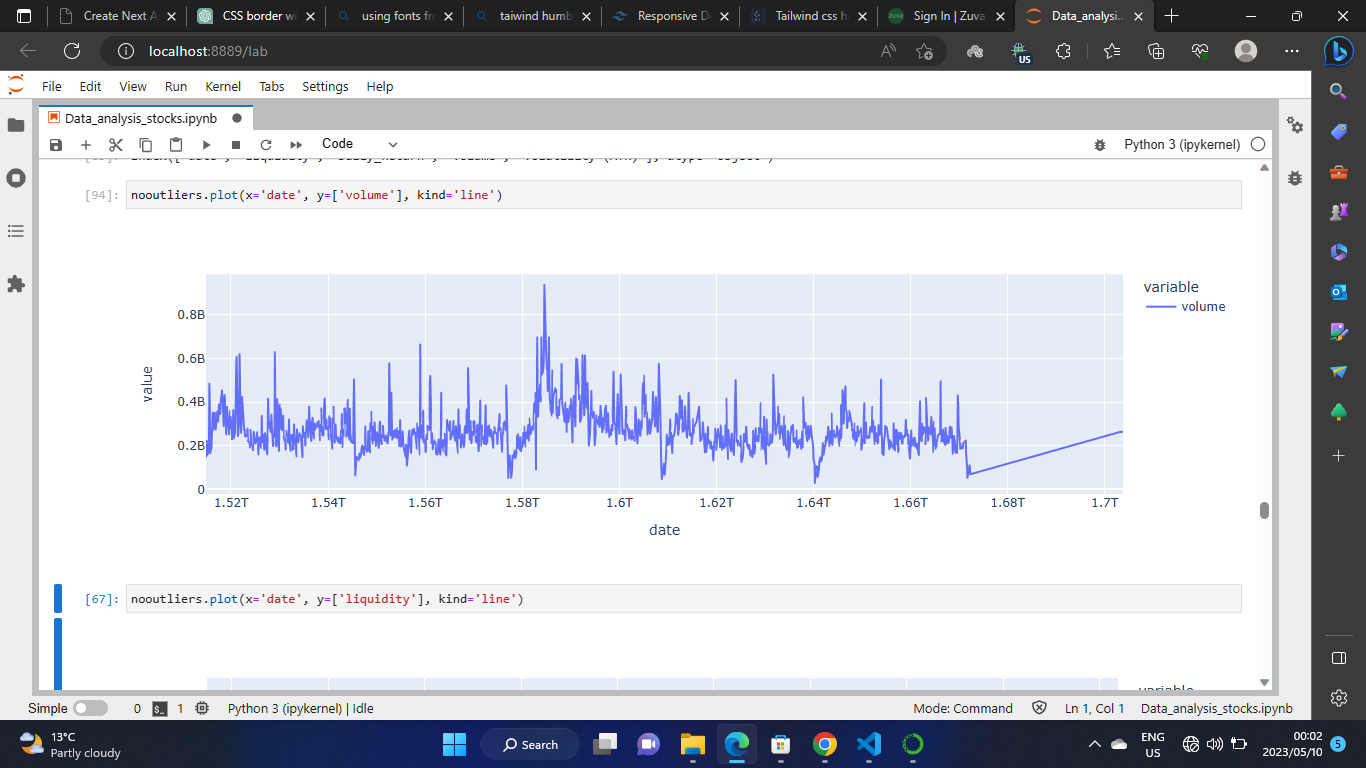 Create Next A
CSS border wi
using fonts fro
taiwind humb
Responsive D
Tailwind css ha
Sign In | Zuva
Data_analysi
localhost:8889/lab
US
File Edit View Run Kernel Tabs Settings Help
Data_analysis_stocks.ipynb
Code
Python 3 (ipykernel)
[94]: nooutliers.plot(x='date', y=['volume'], kind='line')
variable
volume
0.8B
0.6B
0.4B
0.2B
0
value
1.52T 1.54T 1.56T 1.58T 1.6T 1.62T 1.64T 1.66T 1.68T 1.7T
date
[67]: nooutliers.plot(x='date', y=['liquidity'], kind='line')
variable
Simple 0 1 Python 3 (ipykernel) | Idle Mode: Command Ln 1, Col 1 Data_analysis_stocks.ipynb
13°C
Partly cloudy
Search
ENG
US
00:02
2023/05/10
5